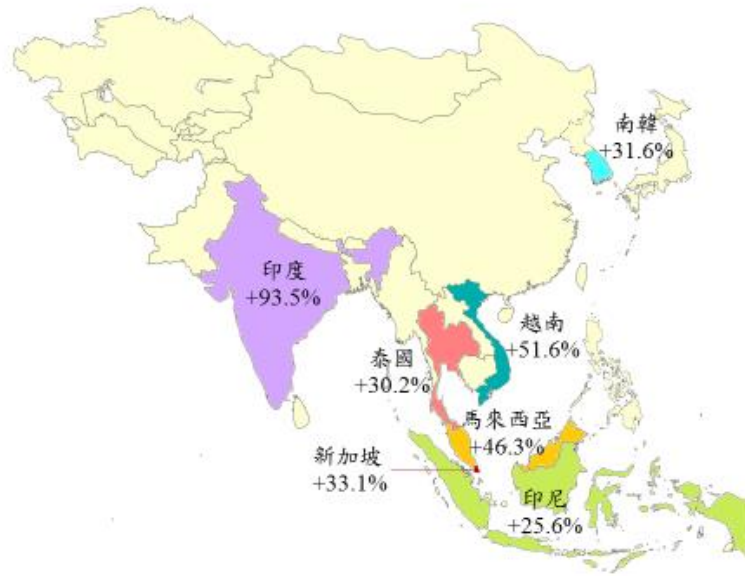 南韓
+31.6%
印度
+93.5%
越南
+51.6%
泰國
+30.2%
馬來西亞
+46.3%
新加坡
+33.1%
印尼
+25.6%